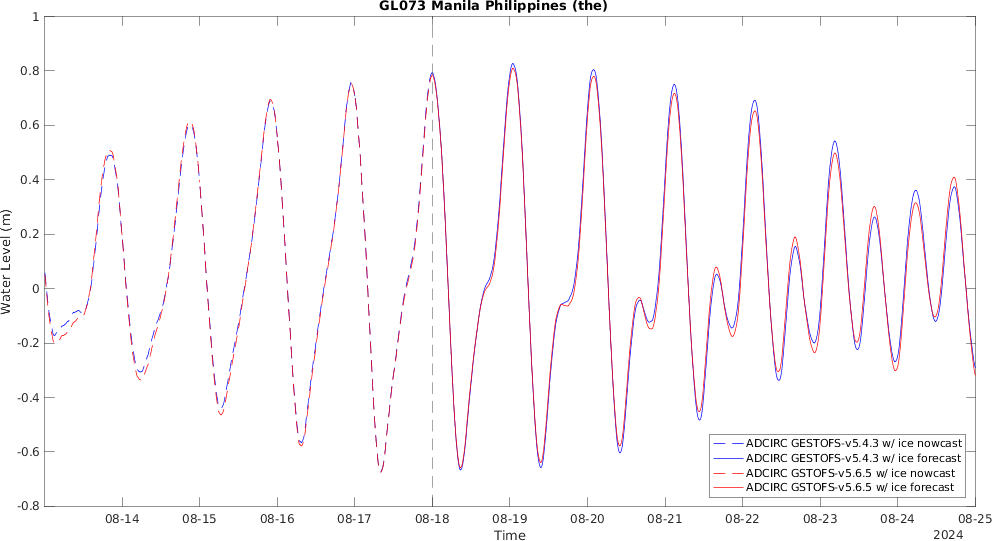 GL073 Manila Philippines (the)
1
0.8
0.6
0.4
0.2
0
-0.2
-0.4
-0.6
-0.8
Water Level (m)
08-14 08-15 08-16 08-17 08-18 08-19 08-20 08-21 08-22 08-23 08-24 08-25
Time
2024
ADCIRC GESTOFS-v5.4.3 w/ ice nowcast
ADCIRC GESTOFS-v5.4.3 w/ ice forecast
ADCIRC GSTOFS-v5.6.5 w/ ice nowcast
ADCIRC GSTOFS-v5.6.5 w/ ice forecast